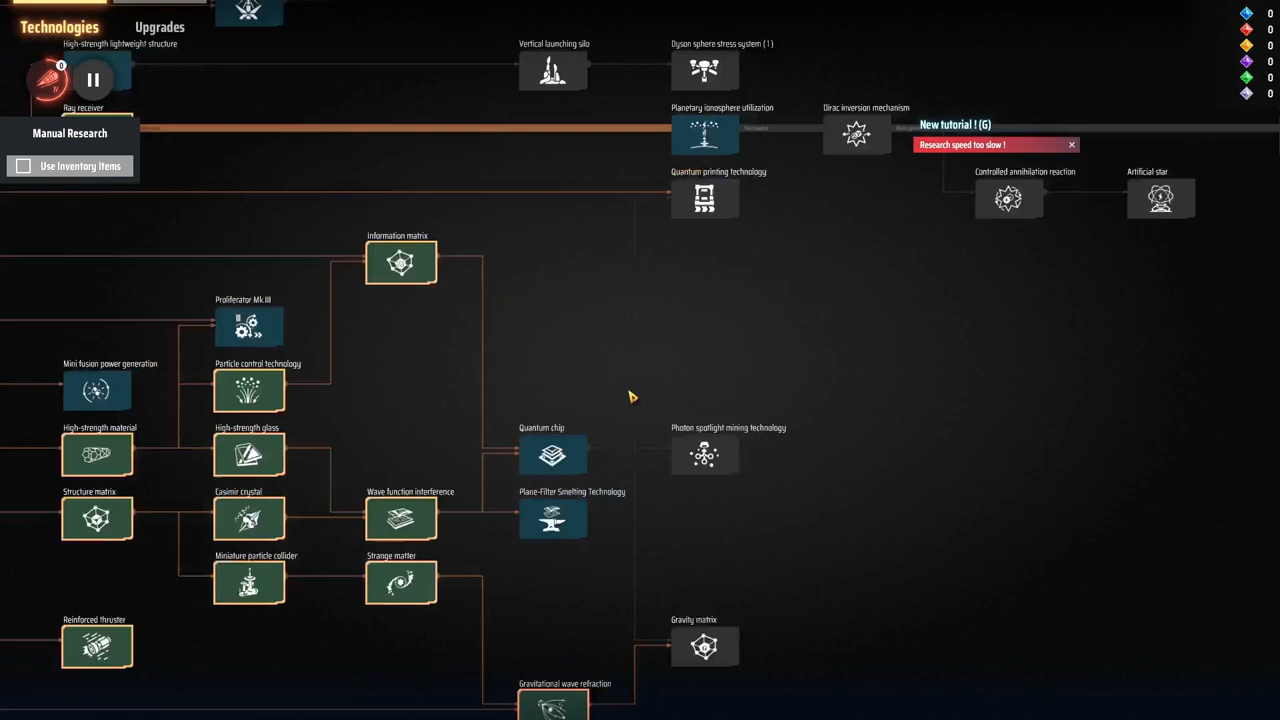 Technologies
Upgrades
0
0
0
0
0
0
High-strength lightweight structure
Vertical launching silo
Dyson sphere stress system (1)
0
IV
Ray receiver
Planetary ionosphere utilization
Dirac inversion mechanism
New tutorial ! (G)
Manual Research
Research speed too slow !
Use Inventory Items
Quantum printing technology
Controlled annihilation reaction
Artificial star
Information matrix
Proliferator Mk.III
Mini fusion power generation
Particle control technology
High-strength material
High-strength glass
Quantum chip
Photon spotlight mining technology
Structure matrix
Casimir crystal
Wave function interference
Plane-Filter Smelting Technology
Miniature particle collider
Strange matter
Reinforced thruster
Gravity matrix
Gravitational wave refraction